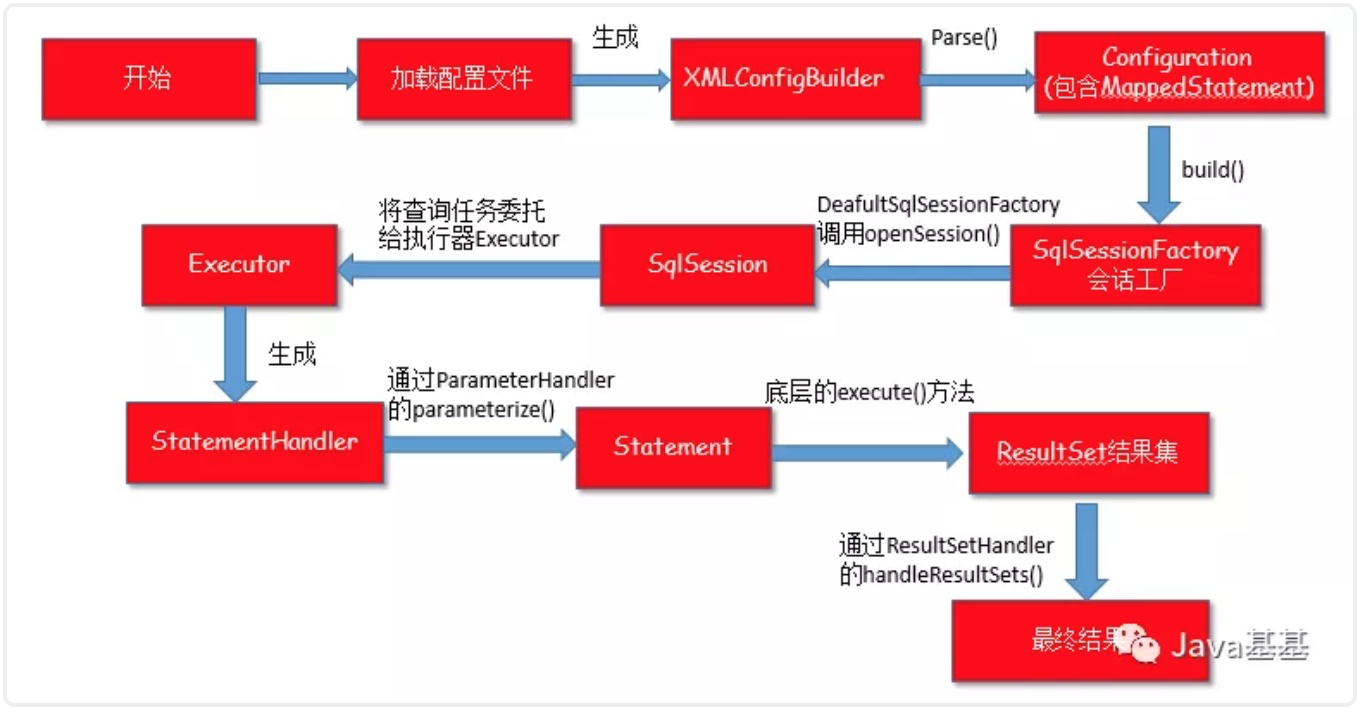 开始
加载配置文件
生成
XMLConfigBuilder
Parse()
Configuration
(包含MappedStatement)
build()
SqlSessionFactory
会话工厂
DeafultSqlSessionFactory
调用openSession()
SqlSession
将查询任务委托
给执行器Executor
Executor
生成
StatementHandler
通过ParameterHandler
的parameterize()
Statement
底层的execute()方法
ResultSet结果集
通过ResultSetHandler
的handleResultSets()
最终结果
Java基基